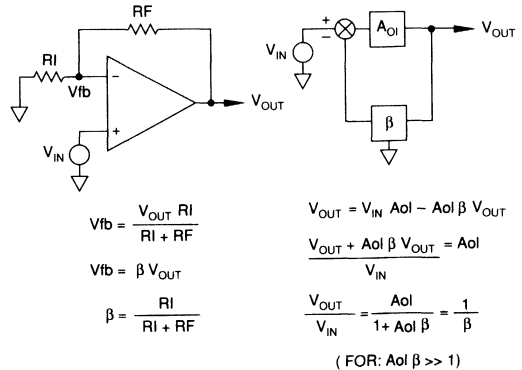 RF
RI
Vfb
−
+
V_IN
V_OUT
+
−
V_IN
A_OI
β
V_OUT
Vfb = V_OUT RI / RI + RF
Vfb = β V_OUT
β = RI / RI + RF
V_OUT = V_IN Aol – Aol β V_OUT
V_OUT + Aol β V_OUT / V_IN = Aol
V_OUT / V_IN = Aol / 1+ Aol β = 1 / β
( FOR: Aol β >> 1)